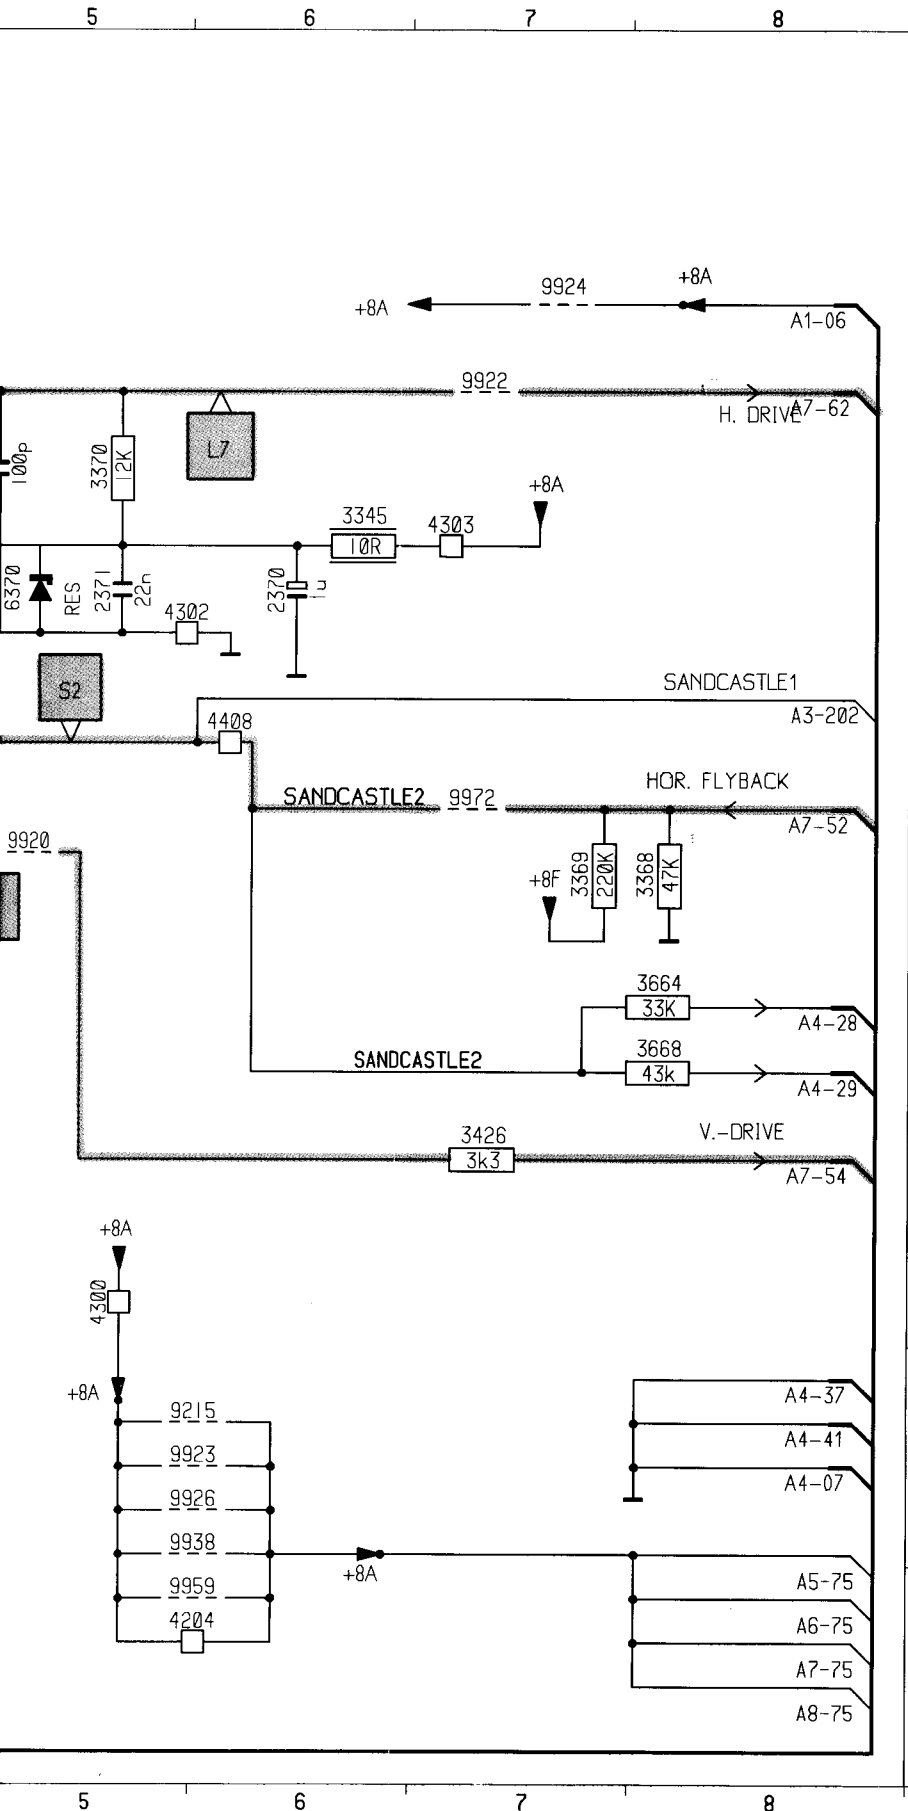 5 6 7 8
+8A
9924
+8A
A1-06
9922
H. DRIVE
A7-62
L7
100p
3370
12K
+8A
3345
10R
4303
6370
RES
2371
22n
4302
2370
S2
SANDCASTLE1
A3-202
4408
SANDCASTLE2
9972
HOR. FLYBACK
A7-52
9920
+8F
3369
220K
3368
47K
3664
33K
A4-28
SANDCASTLE2
3668
43k
A4-29
3426
3k3
V.-DRIVE
A7-54
+8A
4300
+8A
9215
9923
9926
9938
9959
4204
+8A
A4-37
A4-41
A4-07
A5-75
A6-75
A7-75
A8-75
5 6 7 8